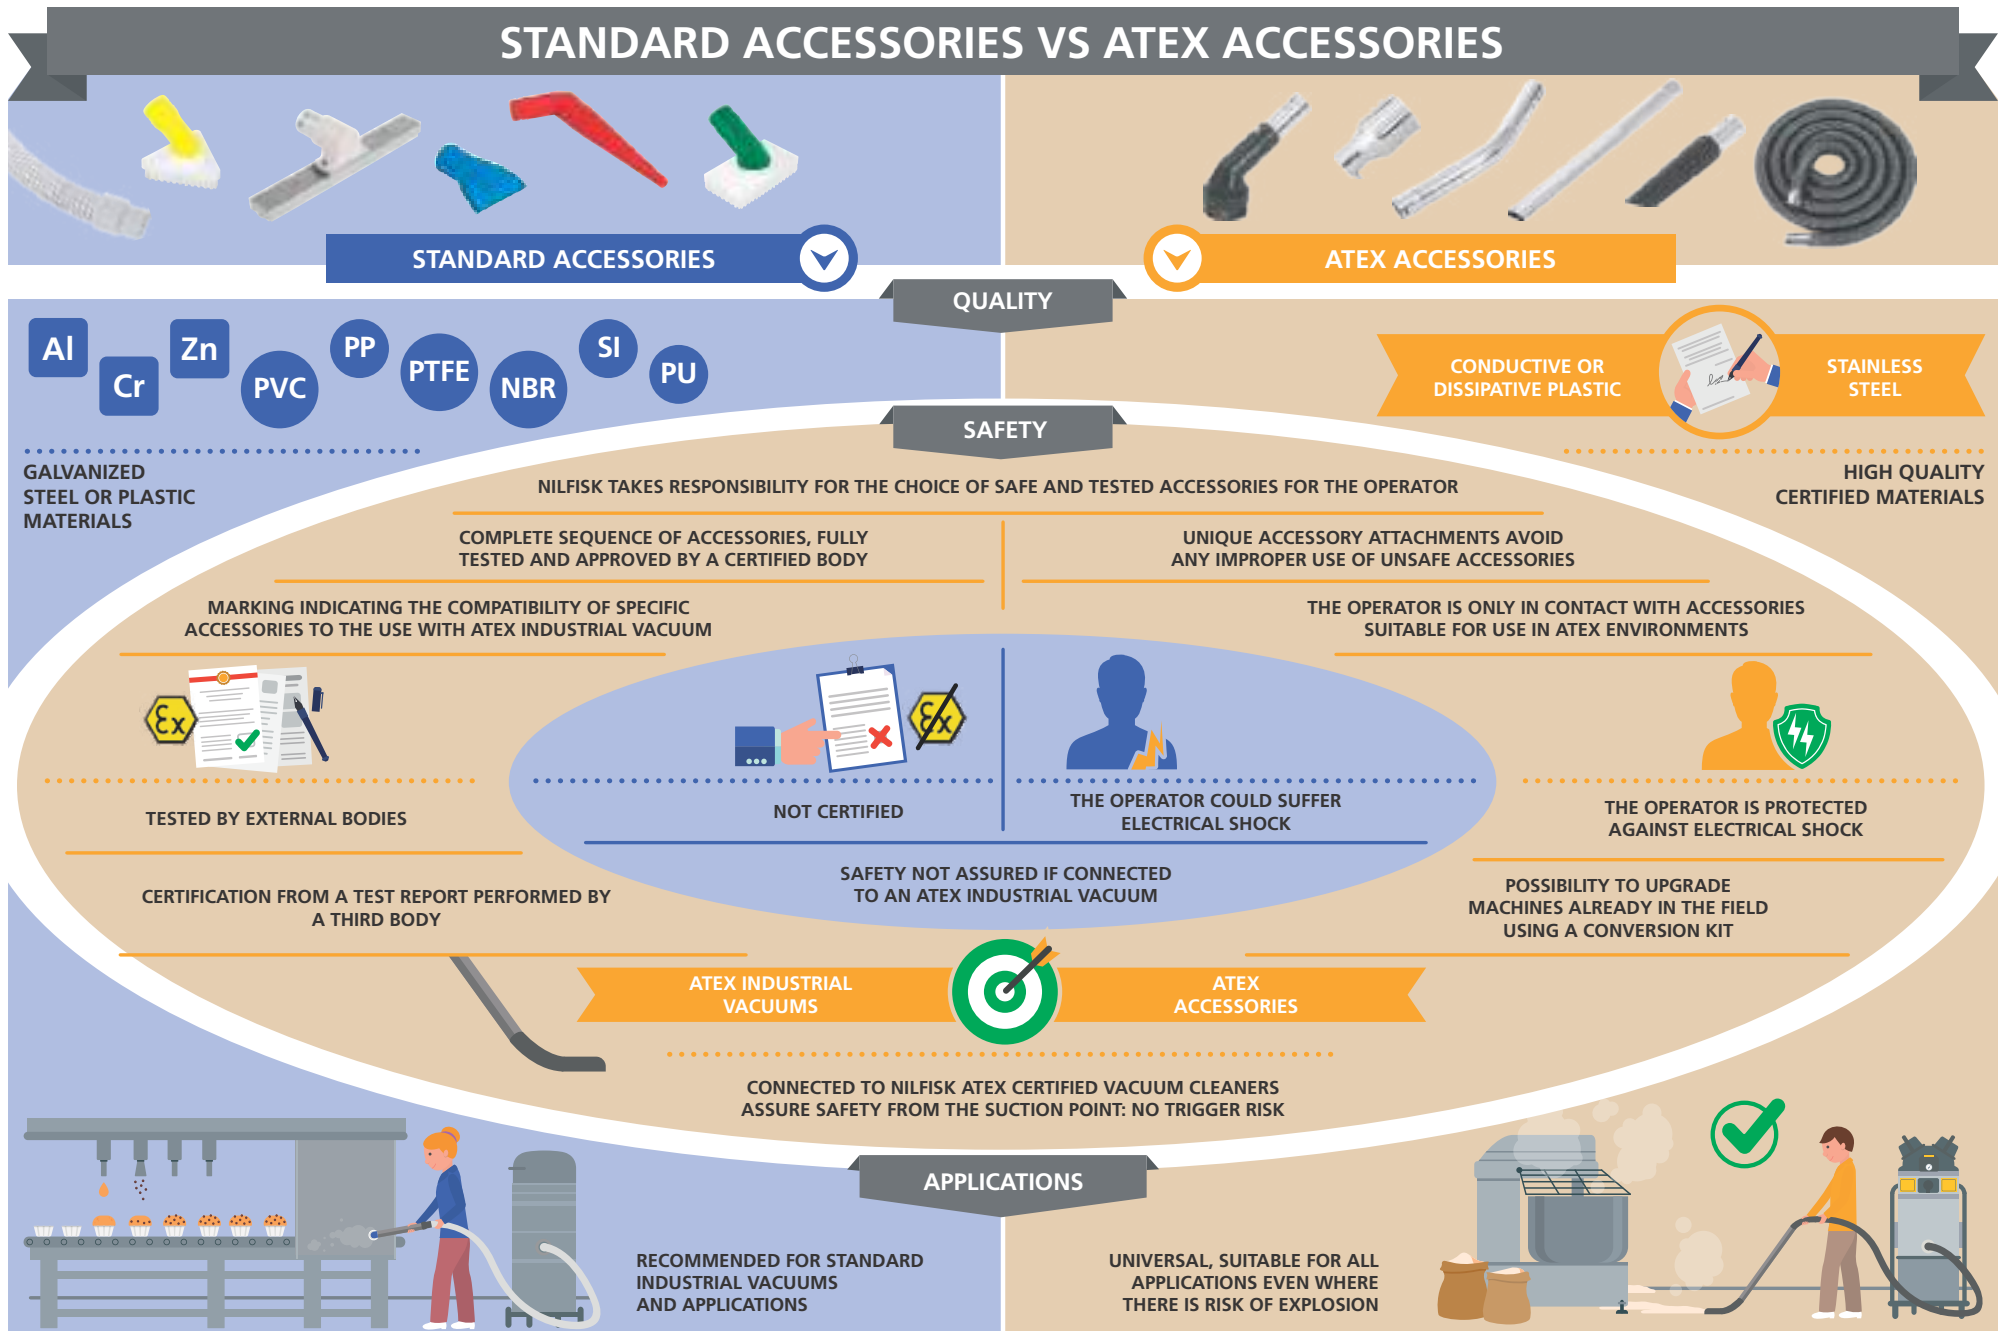 STANDARD ACCESSORIES VS ATEX ACCESSORIES
STANDARD ACCESSORIES
ATEX ACCESSORIES
QUALITY
Al
Cr
Zn
PVC
PP
PTFE
NBR
SI
PU
GALVANIZED
STEEL OR PLASTIC
MATERIALS
CONDUCTIVE OR
DISSIPATIVE PLASTIC
STAINLESS
STEEL
HIGH QUALITY
CERTIFIED MATERIALS
SAFETY
NILFISK TAKES RESPONSIBILITY FOR THE CHOICE OF SAFE AND TESTED ACCESSORIES FOR THE OPERATOR
COMPLETE SEQUENCE OF ACCESSORIES, FULLY
TESTED AND APPROVED BY A CERTIFIED BODY
UNIQUE ACCESSORY ATTACHMENTS AVOID
ANY IMPROPER USE OF UNSAFE ACCESSORIES
MARKING INDICATING THE COMPATIBILITY OF SPECIFIC
ACCESSORIES TO THE USE WITH ATEX INDUSTRIAL VACUUM
THE OPERATOR IS ONLY IN CONTACT WITH ACCESSORIES
SUITABLE FOR USE IN ATEX ENVIRONMENTS
Ex
Ex
TESTED BY EXTERNAL BODIES
NOT CERTIFIED
THE OPERATOR COULD SUFFER
ELECTRICAL SHOCK
THE OPERATOR IS PROTECTED
AGAINST ELECTRICAL SHOCK
SAFETY NOT ASSURED IF CONNECTED
TO AN ATEX INDUSTRIAL VACUUM
CERTIFICATION FROM A TEST REPORT PERFORMED BY
A THIRD BODY
POSSIBILITY TO UPGRADE
MACHINES ALREADY IN THE FIELD
USING A CONVERSION KIT
ATEX INDUSTRIAL
VACUUMS
ATEX
ACCESSORIES
CONNECTED TO NILFISK ATEX CERTIFIED VACUUM CLEANERS
ASSURE SAFETY FROM THE SUCTION POINT: NO TRIGGER RISK
APPLICATIONS
RECOMMENDED FOR STANDARD
INDUSTRIAL VACUUMS
AND APPLICATIONS
UNIVERSAL, SUITABLE FOR ALL
APPLICATIONS EVEN WHERE
THERE IS RISK OF EXPLOSION